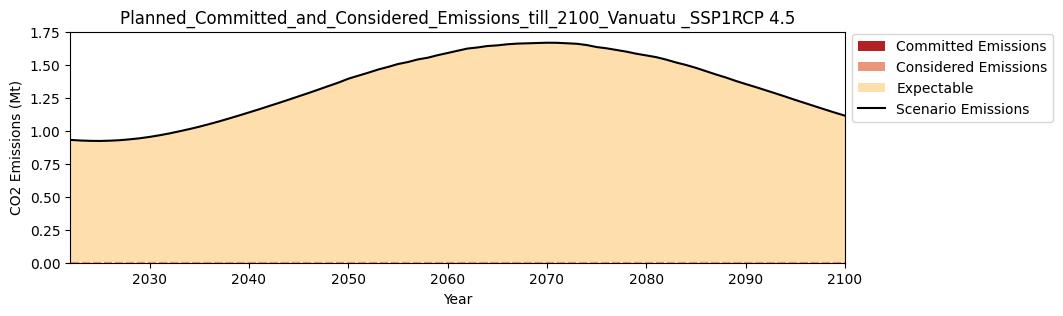 Planned_Committed_and_Considered_Emissions_till_2100_Vanuatu _SSP1RCP 4.5
1.75
1.50
1.25
1.00
0.75
0.50
0.25
0.00
CO2 Emissions (Mt)
2030 2040 2050 2060 2070 2080 2090 2100
Year
Committed Emissions
Considered Emissions
Expectable
Scenario Emissions